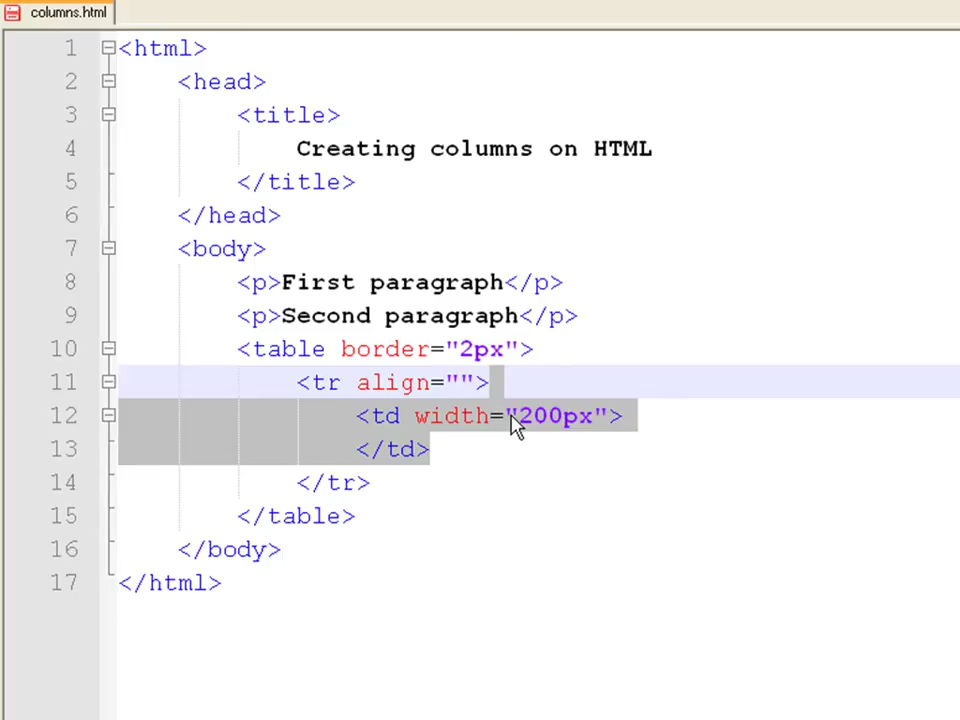 columns.html
1 <html>
2 <head>
3 <title>
4 Creating columns on HTML
5 </title>
6 </head>
7 <body>
8 <p>First paragraph</p>
9 <p>Second paragraph</p>
10 <table border="2px">
11 <tr align="">
12 <td width="200px">
13 </td>
14 </tr>
15 </table>
16 </body>
17 </html>